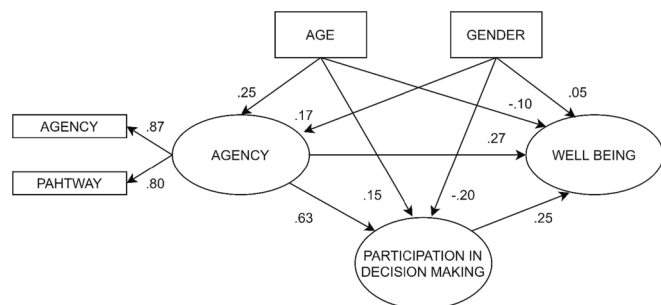 AGE
GENDER
.25
.17
-.10
.05
AGENCY
.87
AGENCY
.27
WELL BEING
PAHTWAY
.80
.63
.15
-.20
.25
PARTICIPATION IN
DECISION MAKING